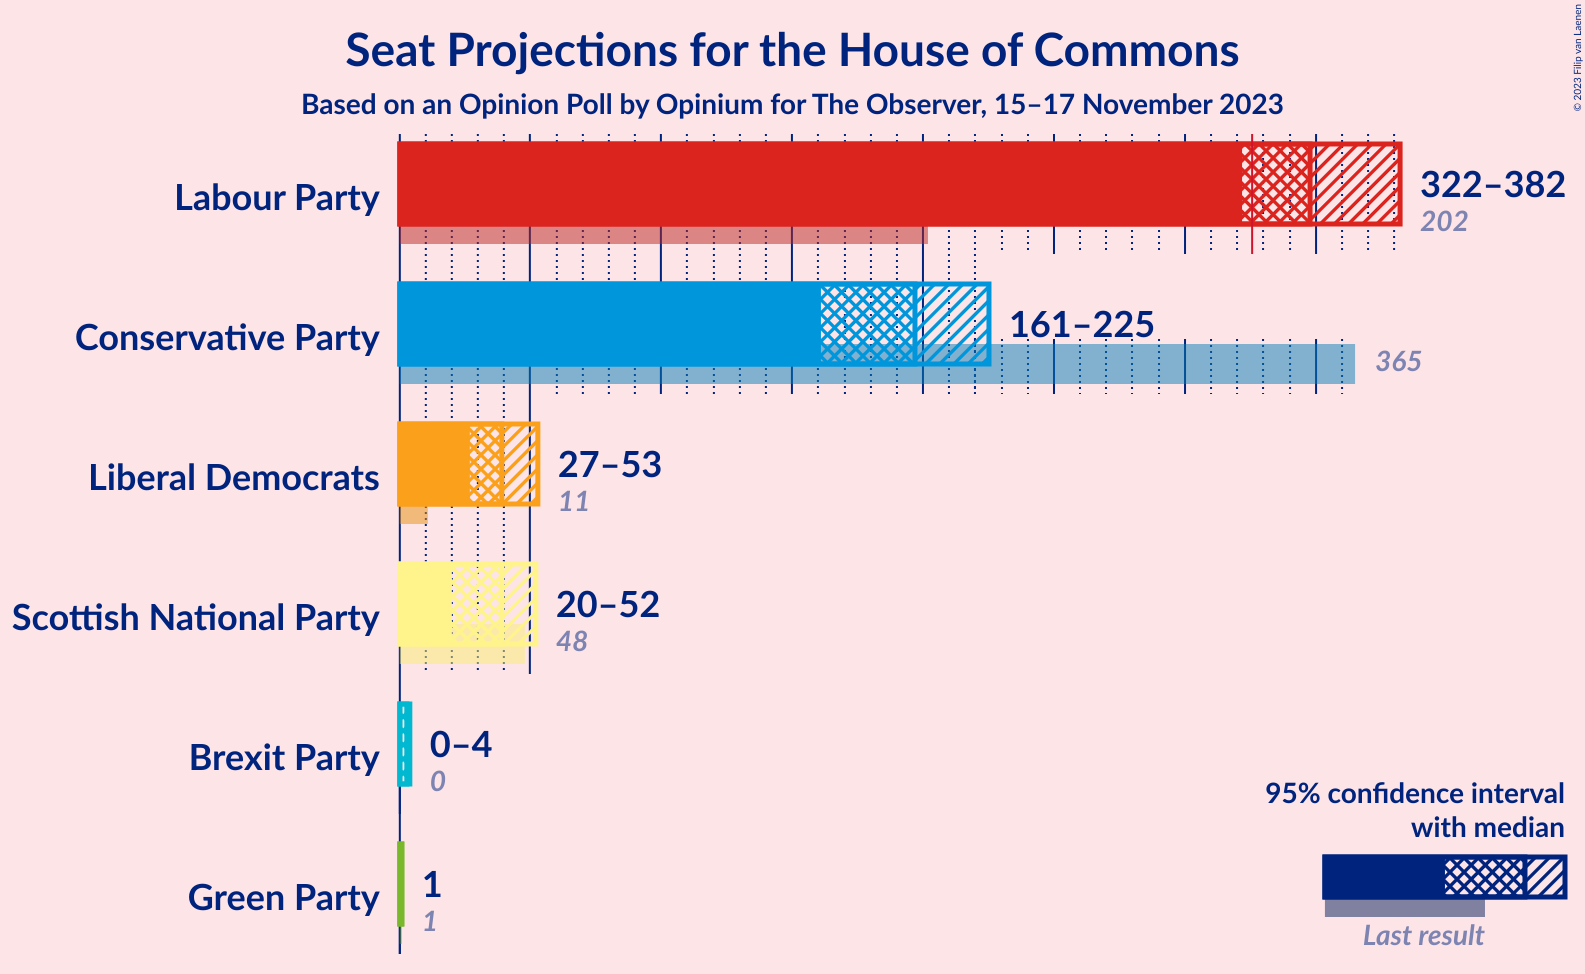 Seat Projections for the House of Commons
Based on an Opinion Poll by Opinium for The Observer, 15–17 November 2023
© 2023 Filip van Laenen
Labour Party
322–382
202
Conservative Party
161–225
365
Liberal Democrats
27–53
11
Scottish National Party
20–52
48
Brexit Party
0–4
0
Green Party
1
1
95% confidence interval
with median
Last result